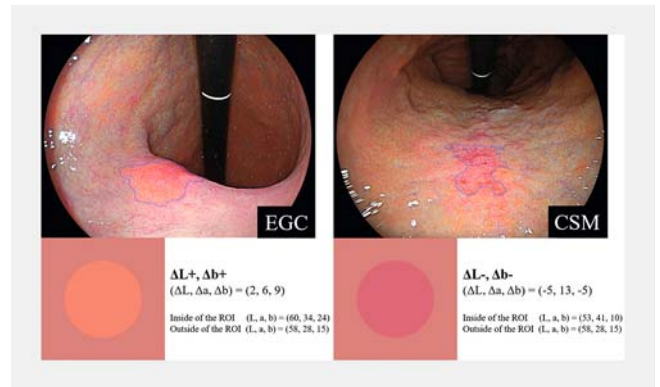 EGC
CSM
ΔL+, Δb+
(ΔL, Δa, Δb) = (2, 6, 9)
Inside of the ROI (L, a, b) = (60, 34, 24)
Outside of the ROI (L, a, b) = (58, 28, 15)
ΔL-, Δb-
(ΔL, Δa, Δb) = (-5, 13, -5)
Inside of the ROI (L, a, b) = (53, 41, 10)
Outside of the ROI (L, a, b) = (58, 28, 15)